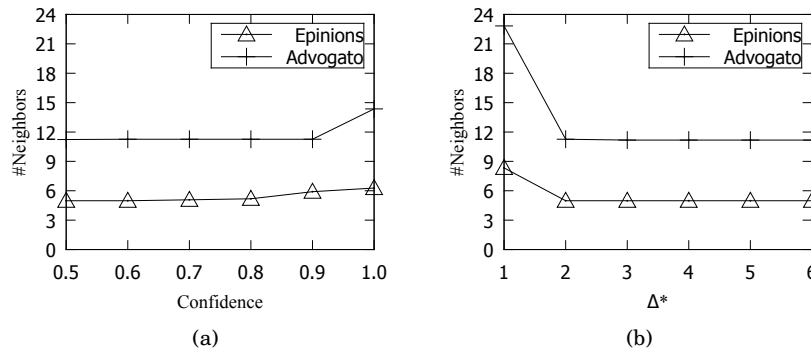 24
21
18
15
12
9
6
3
0
#Neighbors
Epinions
Advogato
0.5 0.6 0.7 0.8 0.9 1.0
Confidence
(a)
24
21
18
15
12
9
6
3
0
#Neighbors
Epinions
Advogato
1 2 3 4 5 6
Δ*
(b)